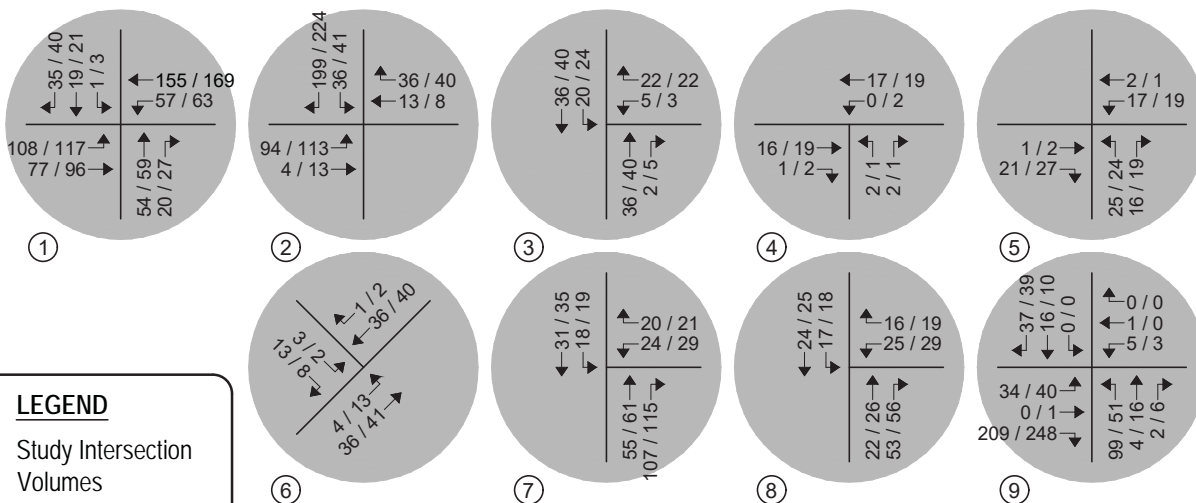 35 / 40
19 / 21
1 / 3
155 / 169
57 / 63
108 / 117
77 / 96
54 / 59
20 / 27
1
199 / 224
36 / 41
36 / 40
13 / 8
94 / 113
4 / 13
2
36 / 40
20 / 24
22 / 22
5 / 3
36 / 40
2 / 5
3
17 / 19
0 / 2
16 / 19
1 / 2
2 / 1
2 / 1
4
2 / 1
17 / 19
1 / 2
21 / 27
25 / 24
16 / 19
5
1 / 2
36 / 40
3 / 2
13 / 8
4 / 13
36 / 41
6
31 / 35
18 / 19
20 / 21
24 / 29
55 / 61
107 / 115
7
24 / 25
17 / 18
16 / 19
25 / 29
22 / 26
53 / 56
8
37 / 39
16 / 10
0 / 0
0 / 0
1 / 0
5 / 3
34 / 40
0 / 1
209 / 248
99 / 51
4 / 16
2 / 6
9
LEGEND
Study Intersection
Volumes